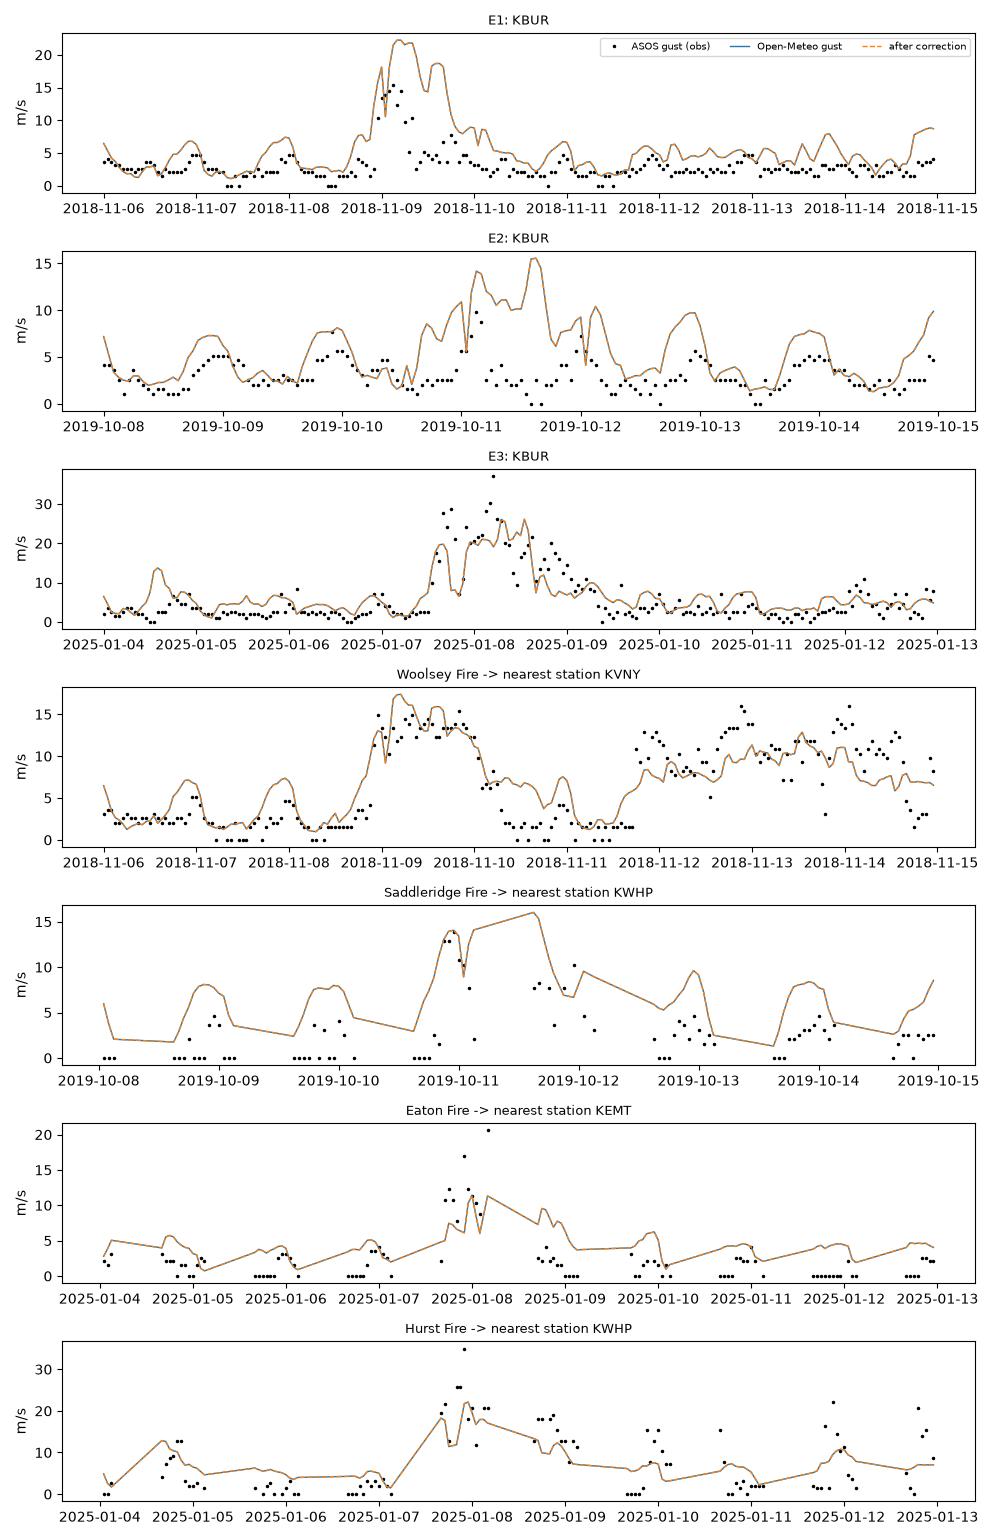 E1: KBUR
ASOS gust (obs) Open-Meteo gust after correction
20
15
10
5
0
m/s
2018-11-06 2018-11-07 2018-11-08 2018-11-09 2018-11-10 2018-11-11 2018-11-12 2018-11-13 2018-11-14 2018-11-15
E2: KBUR
15
10
5
0
m/s
2019-10-08 2019-10-09 2019-10-10 2019-10-11 2019-10-12 2019-10-13 2019-10-14 2019-10-15
E3: KBUR
30
20
10
0
m/s
2025-01-04 2025-01-05 2025-01-06 2025-01-07 2025-01-08 2025-01-09 2025-01-10 2025-01-11 2025-01-12 2025-01-13
Woolsey Fire -> nearest station KVNY
15
10
5
0
m/s
2018-11-06 2018-11-07 2018-11-08 2018-11-09 2018-11-10 2018-11-11 2018-11-12 2018-11-13 2018-11-14 2018-11-15
Saddleridge Fire -> nearest station KWHP
15
10
5
0
m/s
2019-10-08 2019-10-09 2019-10-10 2019-10-11 2019-10-12 2019-10-13 2019-10-14 2019-10-15
Eaton Fire -> nearest station KEMT
20
15
10
5
0
m/s
2025-01-04 2025-01-05 2025-01-06 2025-01-07 2025-01-08 2025-01-09 2025-01-10 2025-01-11 2025-01-12 2025-01-13
Hurst Fire -> nearest station KWHP
30
20
10
0
m/s
2025-01-04 2025-01-05 2025-01-06 2025-01-07 2025-01-08 2025-01-09 2025-01-10 2025-01-11 2025-01-12 2025-01-13